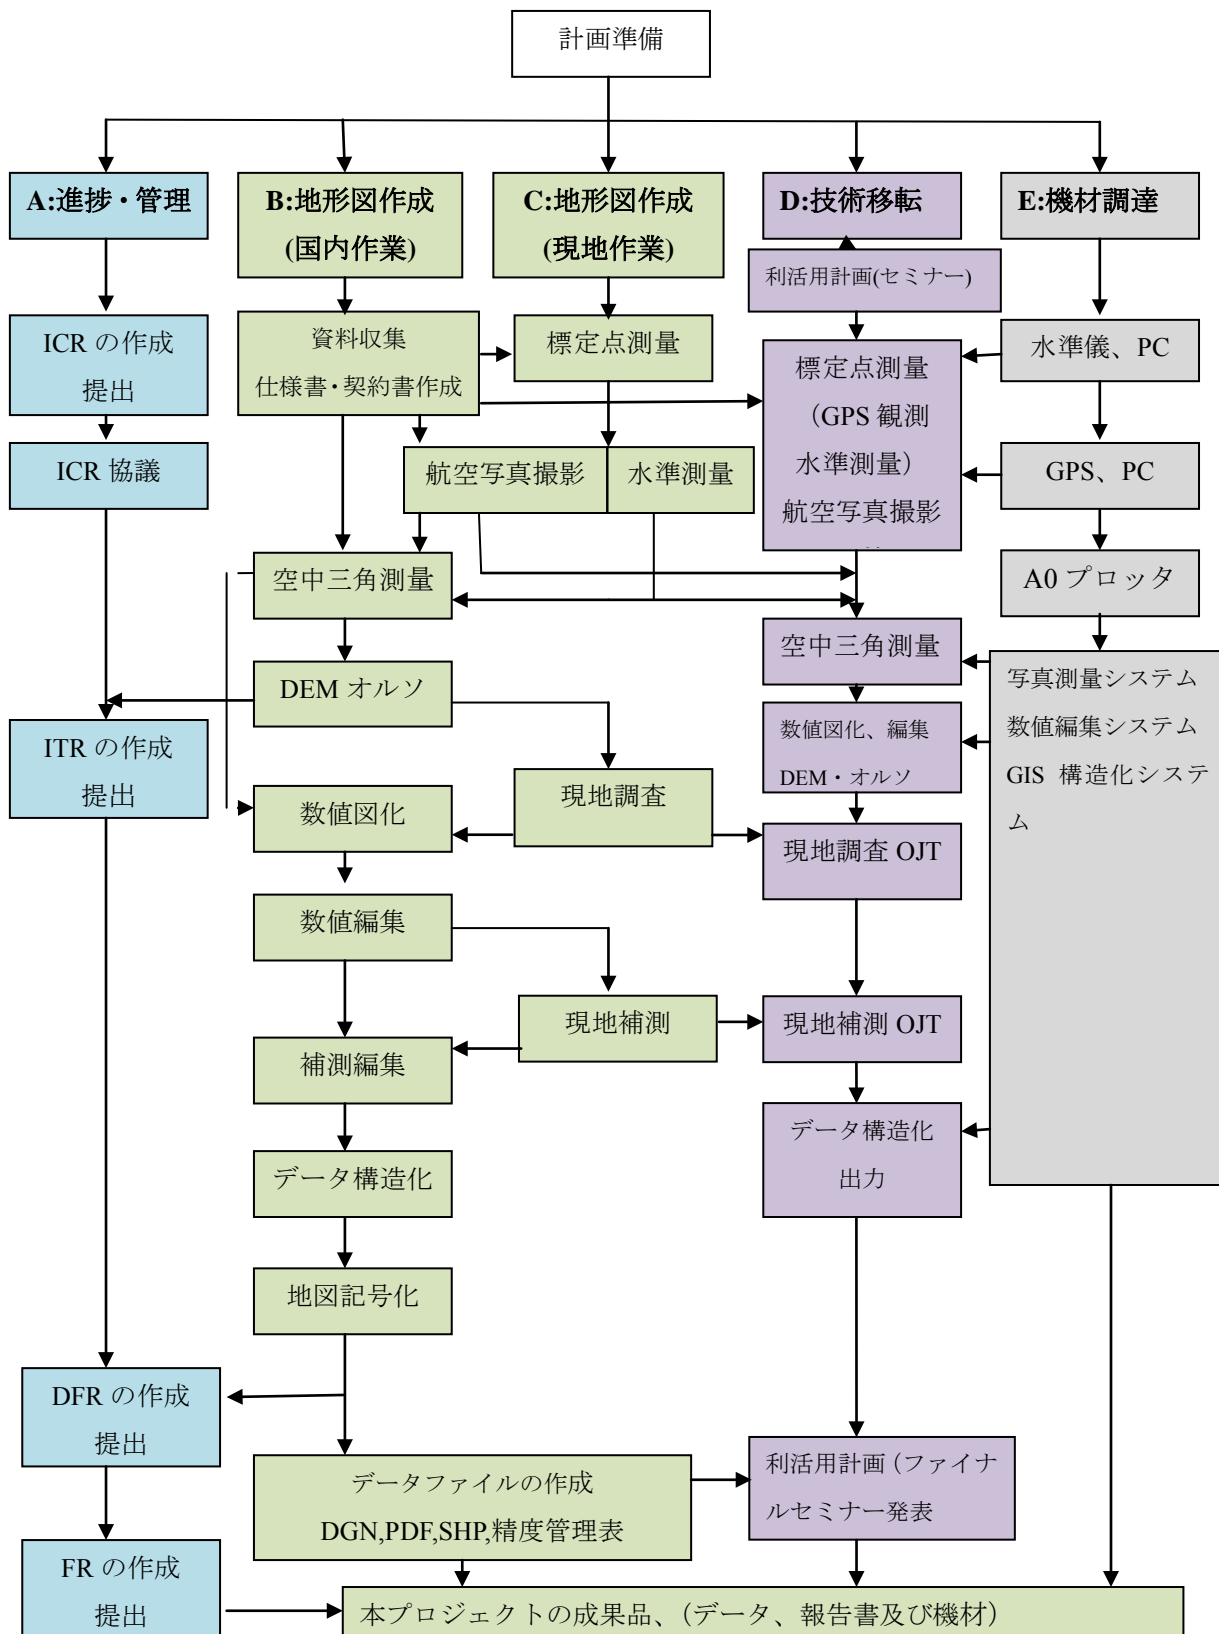 計画準備
A:進捗・管理
B:地形図作成
(国内作業)
C:地形図作成
(現地作業)
D:技術移転
E:機材調達
利活用計画(セミナー)
ICR の作成
提出
資料収集
仕様書・契約書作成
標定点測量
標定点測量
（GPS 観測
水準測量）
航空写真撮影
水準儀、PC
ICR 協議
航空写真撮影
水準測量
GPS、PC
空中三角測量
A0 プロッタ
空中三角測量
DEM オルソ
写真測量システム
数値編集システム
GIS 構造化システ
ム
ITR の作成
提出
数値図化、編集
DEM・オルソ
現地調査
数値図化
現地調査 OJT
数値編集
現地補測
現地補測 OJT
補測編集
データ構造化
出力
データ構造化
地図記号化
DFR の作成
提出
データファイルの作成
DGN,PDF,SHP,精度管理表
利活用計画（ファイナ
ルセミナー発表
FR の作成
提出
本プロジェクトの成果品、（データ、報告書及び機材）